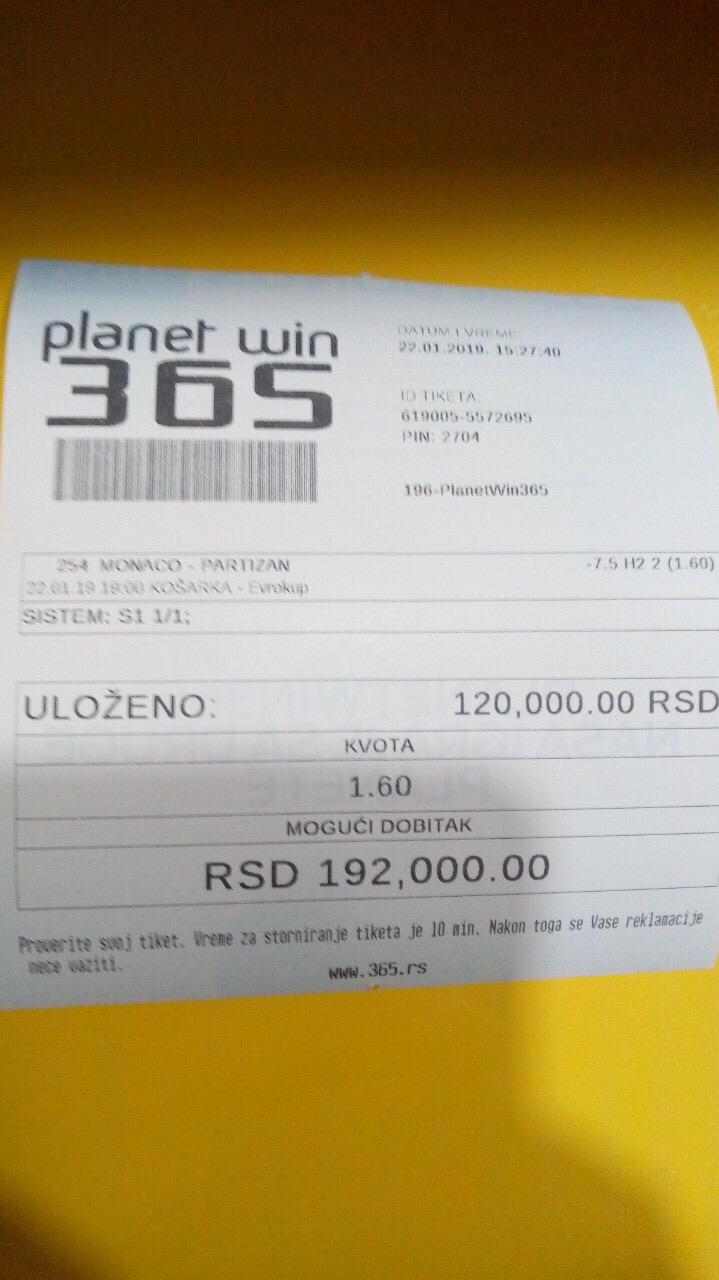 planet win
365
DATUM I VREME:
22.01.2019. 15:27:40
ID TIKETA:
619005-5572695
PIN: 2704
196-PlanetWin365
254 MONACO - PARTIZAN -7.5 H2 2 (1.60)
22.01.19 19:00 KOŠARKA - Evrokup
SISTEM: S1 1/1;
ULOŽENO: 120,000.00 RSD
KVOTA
1.60
MOGUĆI DOBITAK
RSD 192,000.00
Proverite svoj tiket. Vreme za storniranje tiketa je 10 min. Nakon toga se Vase reklamacije
nece vaziti.
www.365.rs